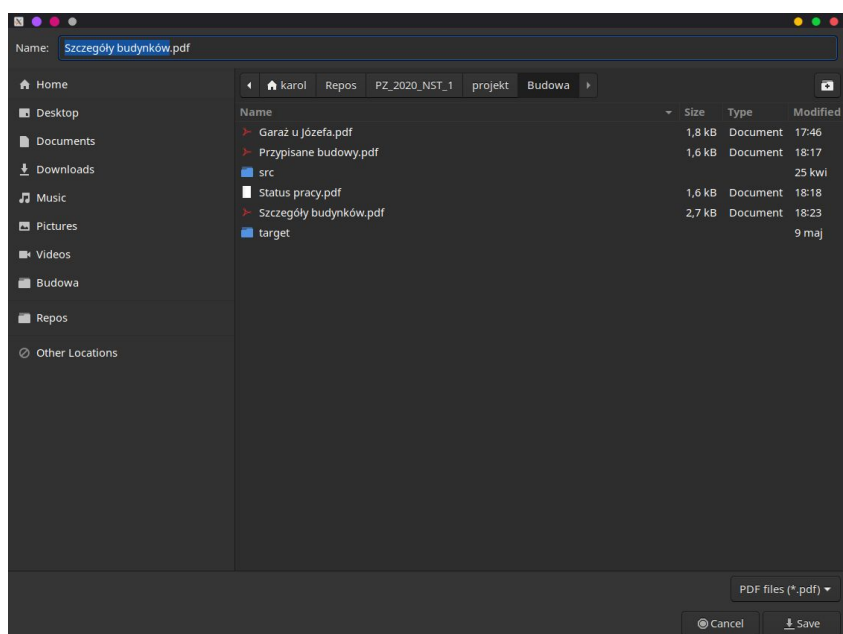 Name: Szczegóły budynków.pdf
Home
Desktop
Documents
Downloads
Music
Pictures
Videos
Budowa
Repos
Other Locations
karol Repos PZ_2020_NST_1 projekt Budowa
Name Size Type Modified
Garaż u Józefa.pdf 1,8 kB Document 17:46
Przypisane budowy.pdf 1,6 kB Document 18:17
src 25 kwi
Status pracy.pdf 1,6 kB Document 18:18
Szczegóły budynków.pdf 2,7 kB Document 18:23
target 9 maj
PDF files (*.pdf)
Cancel Save